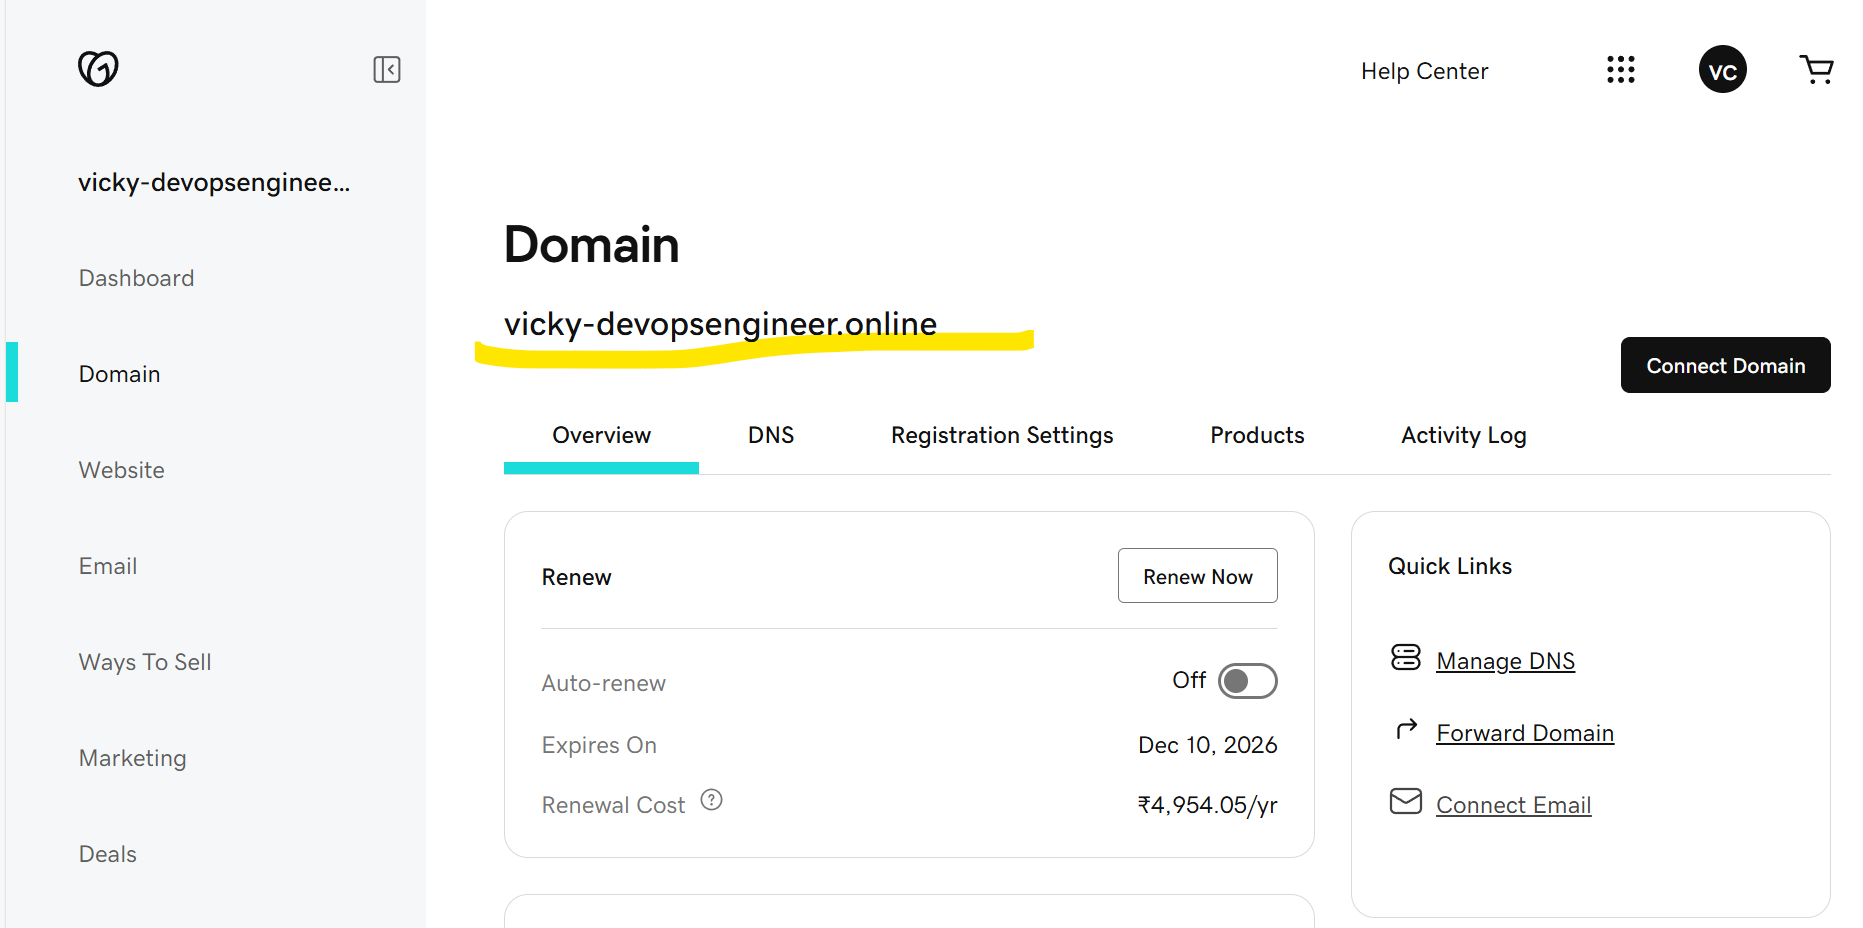 Help Center
VC
vicky-devopsenginee...
Dashboard
Domain
Website
Email
Ways To Sell
Marketing
Deals
Domain
vicky-devopsengineer.online
Connect Domain
Overview
DNS
Registration Settings
Products
Activity Log
Renew
Renew Now
Auto-renew
Off
Expires On
Dec 10, 2026
Renewal Cost ?
₹4,954.05/yr
Quick Links
Manage DNS
Forward Domain
Connect Email